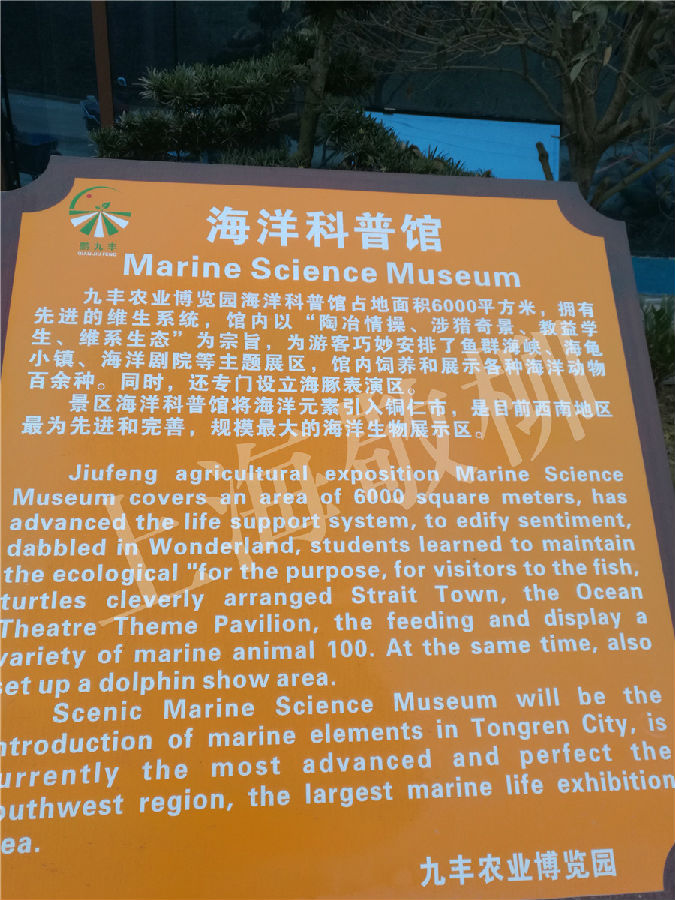 黔九丰
QIANJIUFENG
海洋科普馆
Marine Science Museum
九丰农业博览园海洋科普馆占地面积6000平方米，拥有
先进的维生系统，馆内以“陶冶情操、涉猎奇景、教益学
生、维系生态”为宗旨，为游客巧妙安排了鱼群海峡、海龟
小镇、海洋剧院等主题展区，馆内饲养和展示各种海洋动物
百余种。同时，还专门设立海豚表演区。
景区海洋科普馆将海洋元素引入铜仁市，是目前西南地区
最为先进和完善，规模最大的海洋生物展示区。
Jiufeng agricultural exposition Marine Science
Museum covers an area of 6000 square meters, has
advanced the life support system, to edify sentiment,
dabbled in Wonderland, students learned to maintain
the ecological "for the purpose, for visitors to the fish,
turtles cleverly arranged Strait Town, the Ocean
Theatre Theme Pavilion, the feeding and display a
variety of marine animal 100. At the same time, also
set up a dolphin show area.
Scenic Marine Science Museum will be the
introduction of marine elements in Tongren City, is
currently the most advanced and perfect the
southwest region, the largest marine life exhibition
ea.
九丰农业博览园
上海敬柳